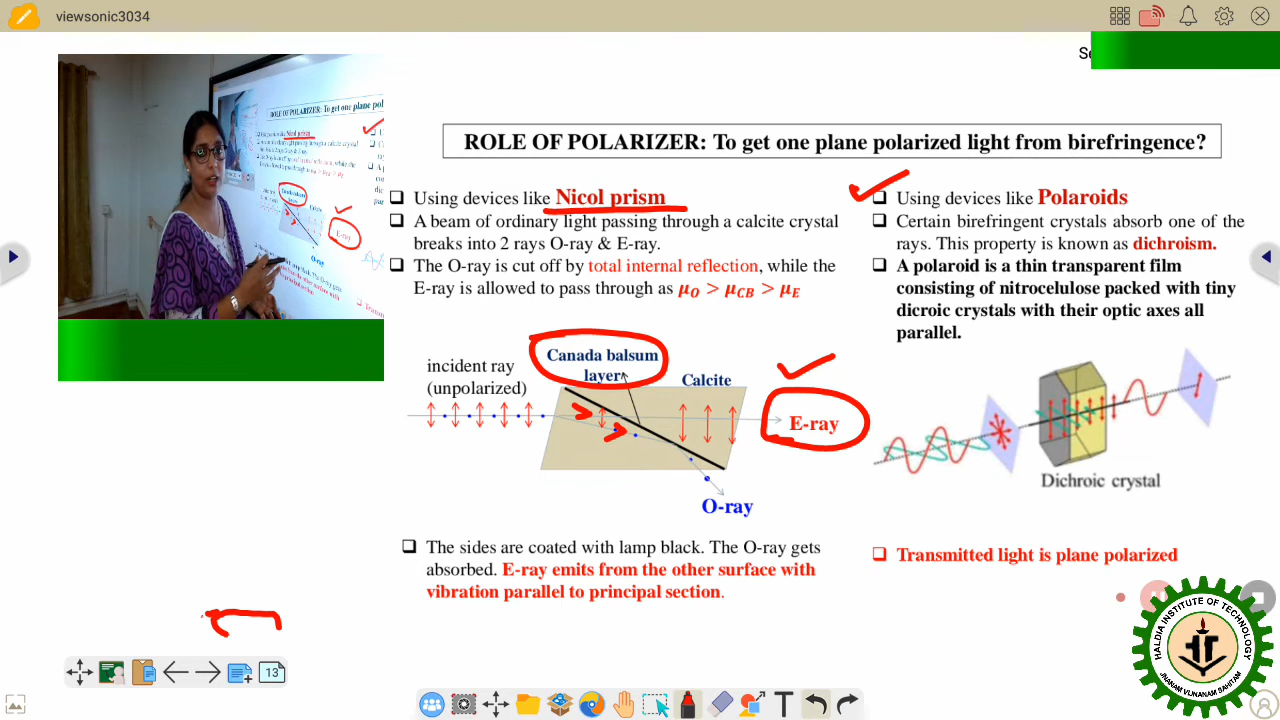 viewsonic3034
Se
ROLE OF POLARIZER: To get one plane polarized light from birefringence?
❑ Using devices like Nicol prism
❑ A beam of ordinary light passing through a calcite crystal
breaks into 2 rays O-ray & E-ray.
❑ The O-ray is cut off by total internal reflection, while the
E-ray is allowed to pass through as μO > μCB > μE
incident ray
(unpolarized)
Canada balsum
layer
Calcite
E-ray
O-ray
❑ The sides are coated with lamp black. The O-ray gets
absorbed. E-ray emits from the other surface with
vibration parallel to principal section.
❑ Using devices like Polaroids
❑ Certain birefringent crystals absorb one of the
rays. This property is known as dichroism.
❑ A polaroid is a thin transparent film
consisting of nitrocelulose packed with tiny
dicroic crystals with their optic axes all
parallel.
Dichroic crystal
❑ Transmitted light is plane polarized
HALDIA INSTITUTE OF TECHNOLOGY
13